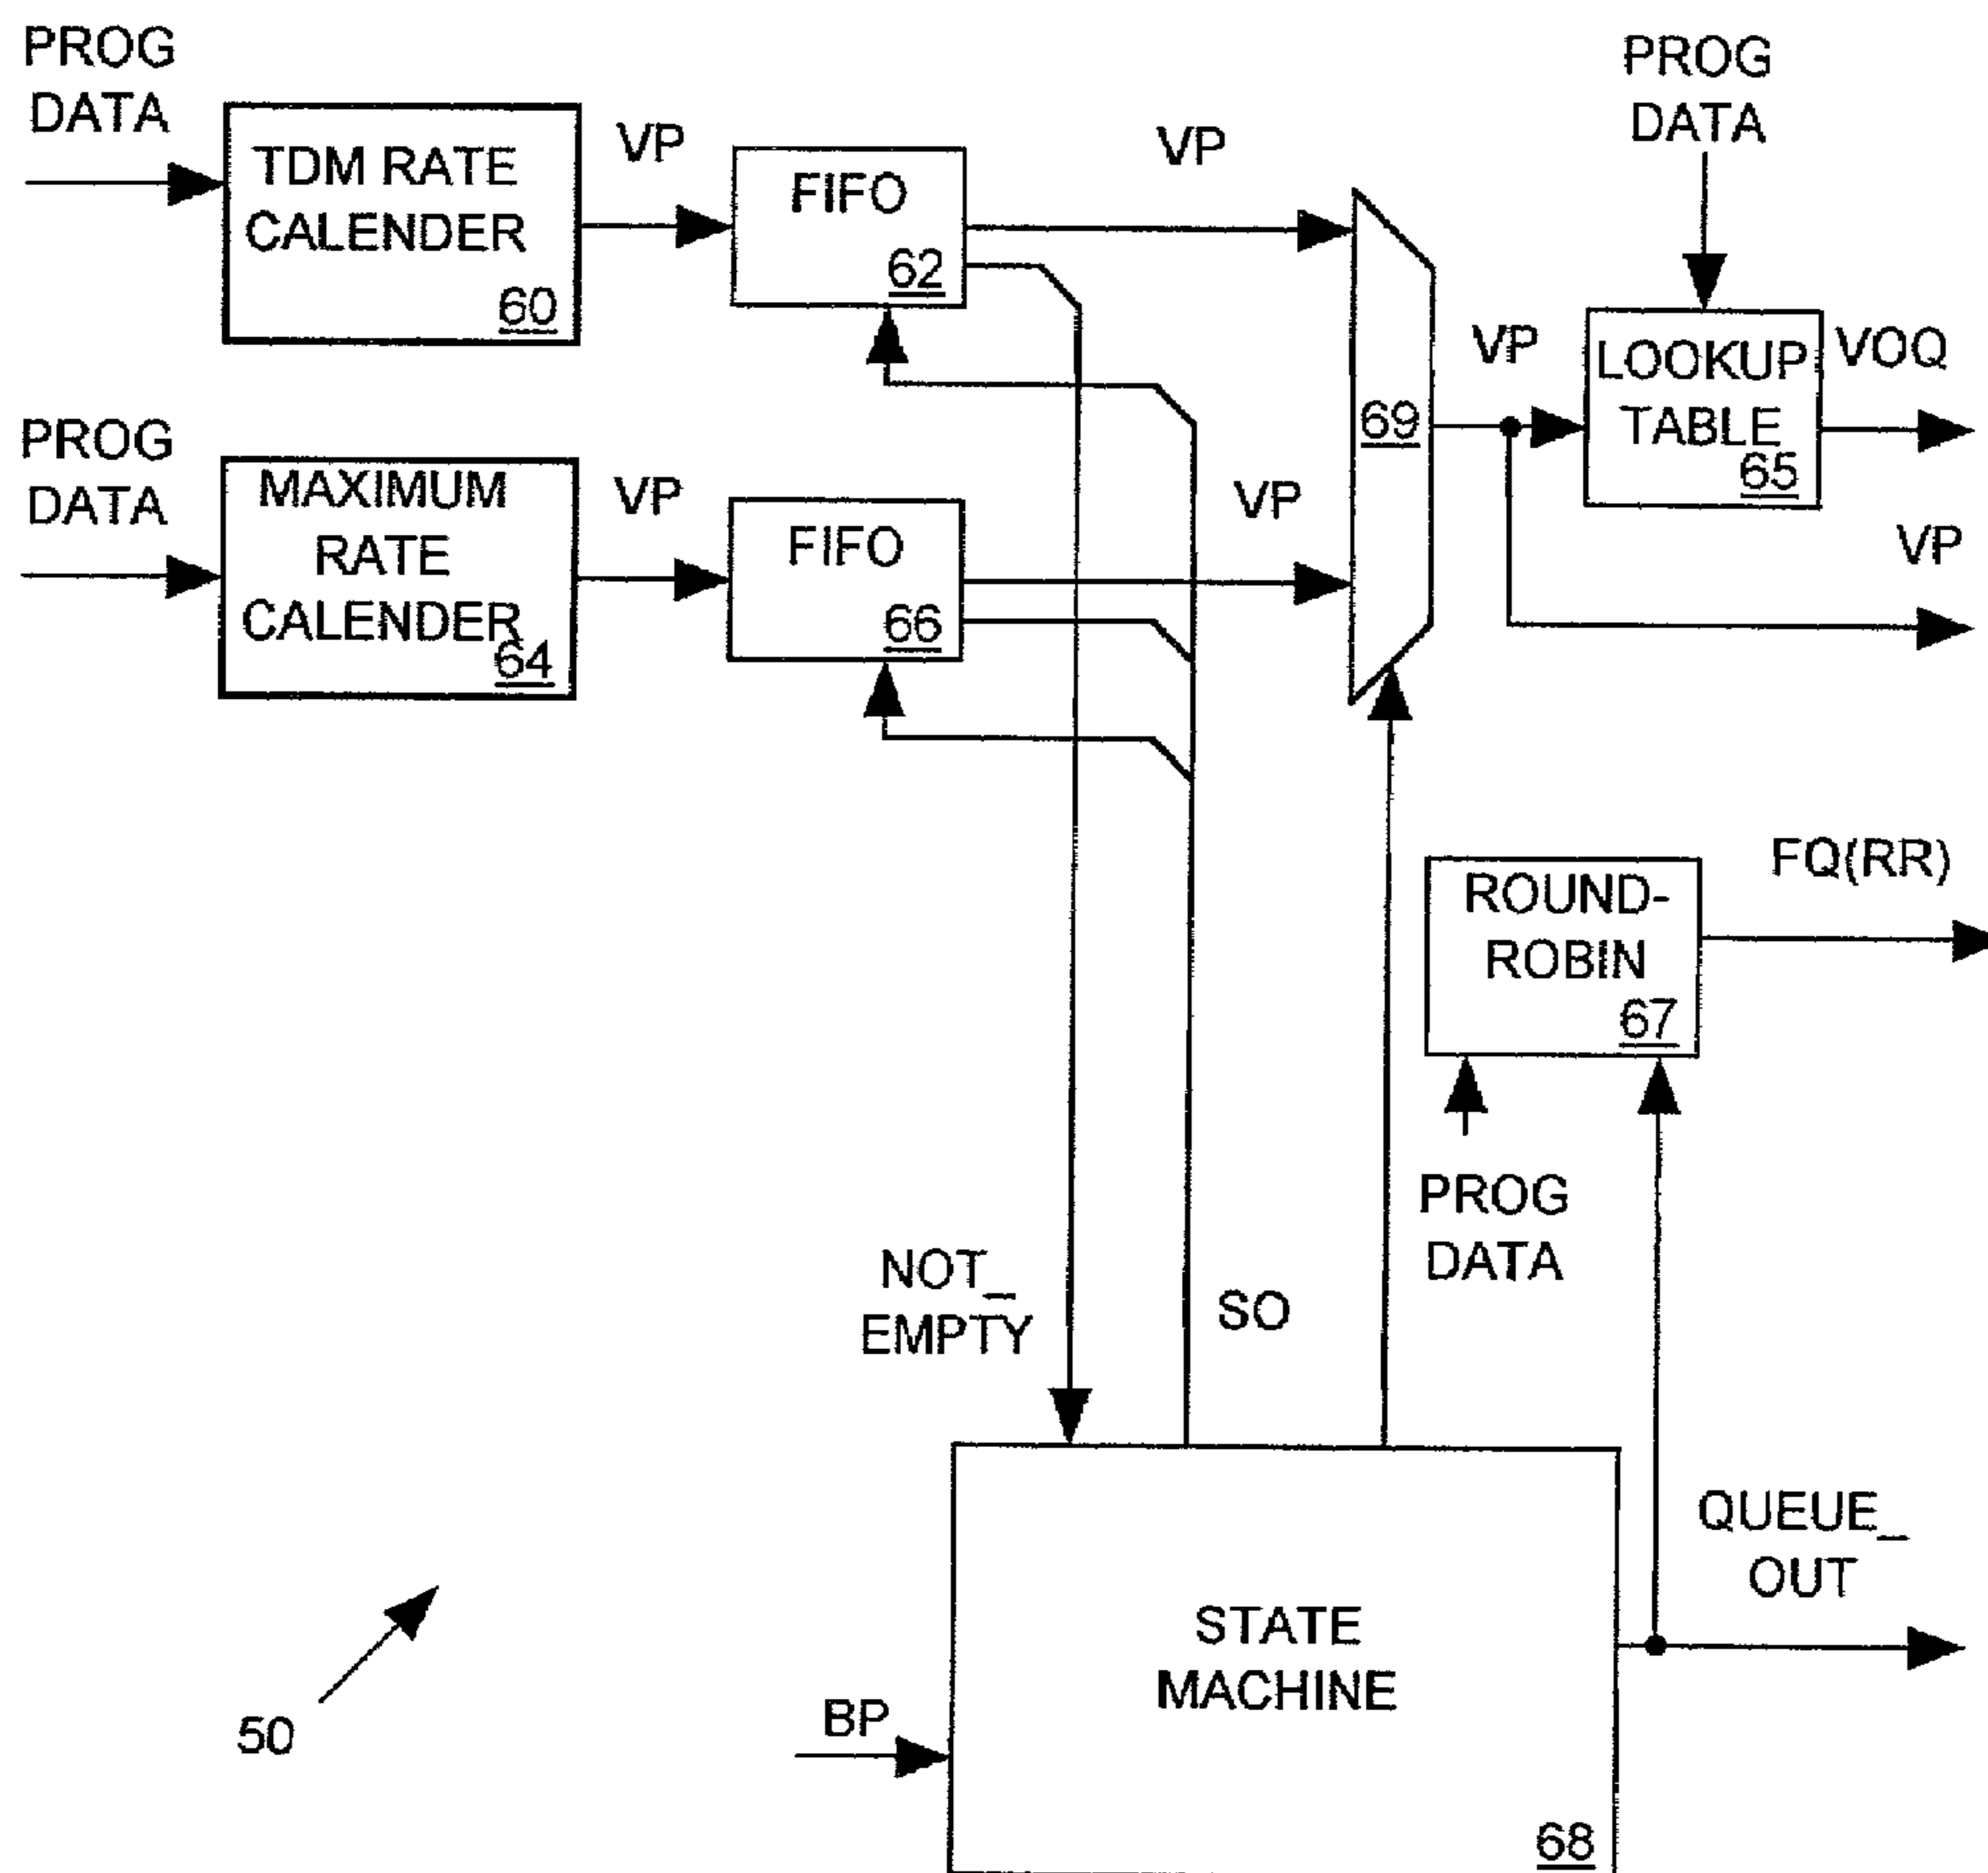 PROG
DATA
TDM RATE
CALENDER
60
VP
FIFO
62
VP
PROG
DATA
LOOKUP
TABLE
65
VP
VOQ
69
PROG
DATA
MAXIMUM
RATE
CALENDER
64
VP
FIFO
66
VP
VP
ROUND-
ROBIN
67
FQ(RR)
PROG
DATA
NOT_
EMPTY
SO
QUEUE_
OUT
STATE
MACHINE
68
BP
50